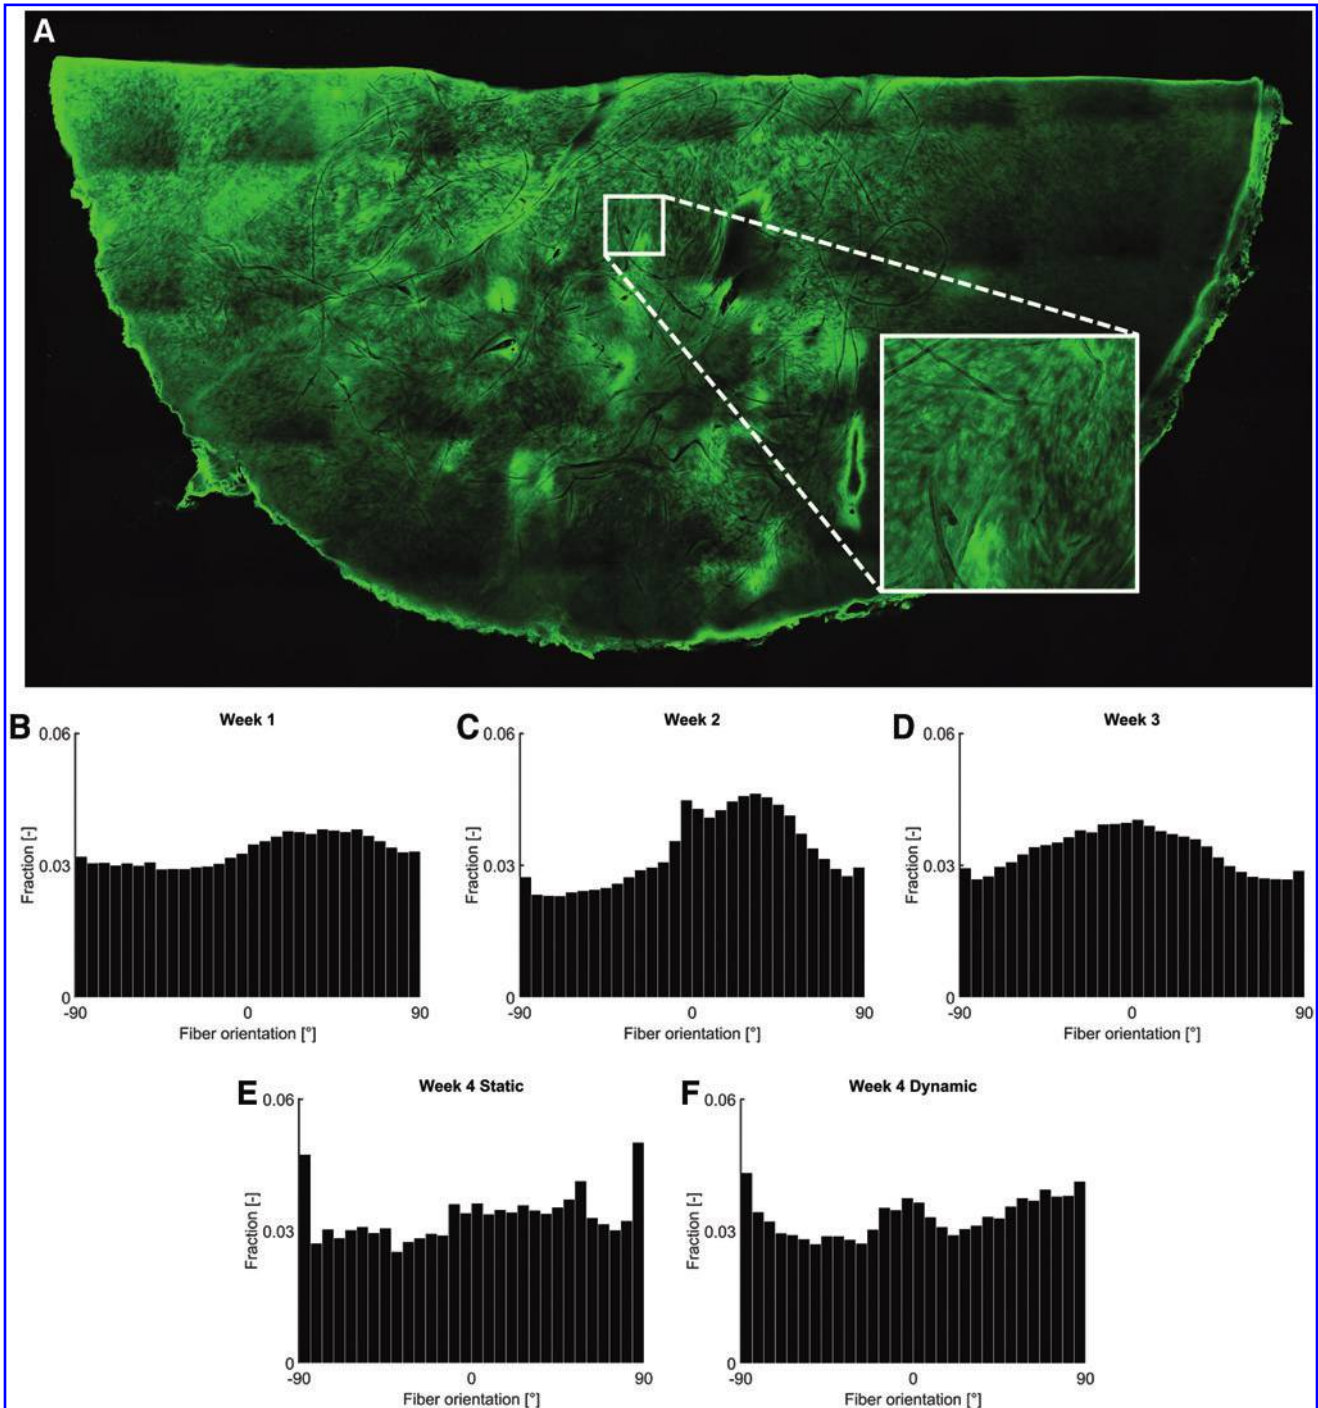 A
B Week 1
0.06
0.03
0
Fraction [-]
-90 0 90
Fiber orientation [°]
C Week 2
0.06
0.03
0
Fraction [-]
-90 0 90
Fiber orientation [°]
D Week 3
0.06
0.03
0
Fraction [-]
-90 0 90
Fiber orientation [°]
E Week 4 Static
0.06
0.03
0
Fraction [-]
-90 0 90
Fiber orientation [°]
F Week 4 Dynamic
0.06
0.03
0
Fraction [-]
-90 0 90
Fiber orientation [°]